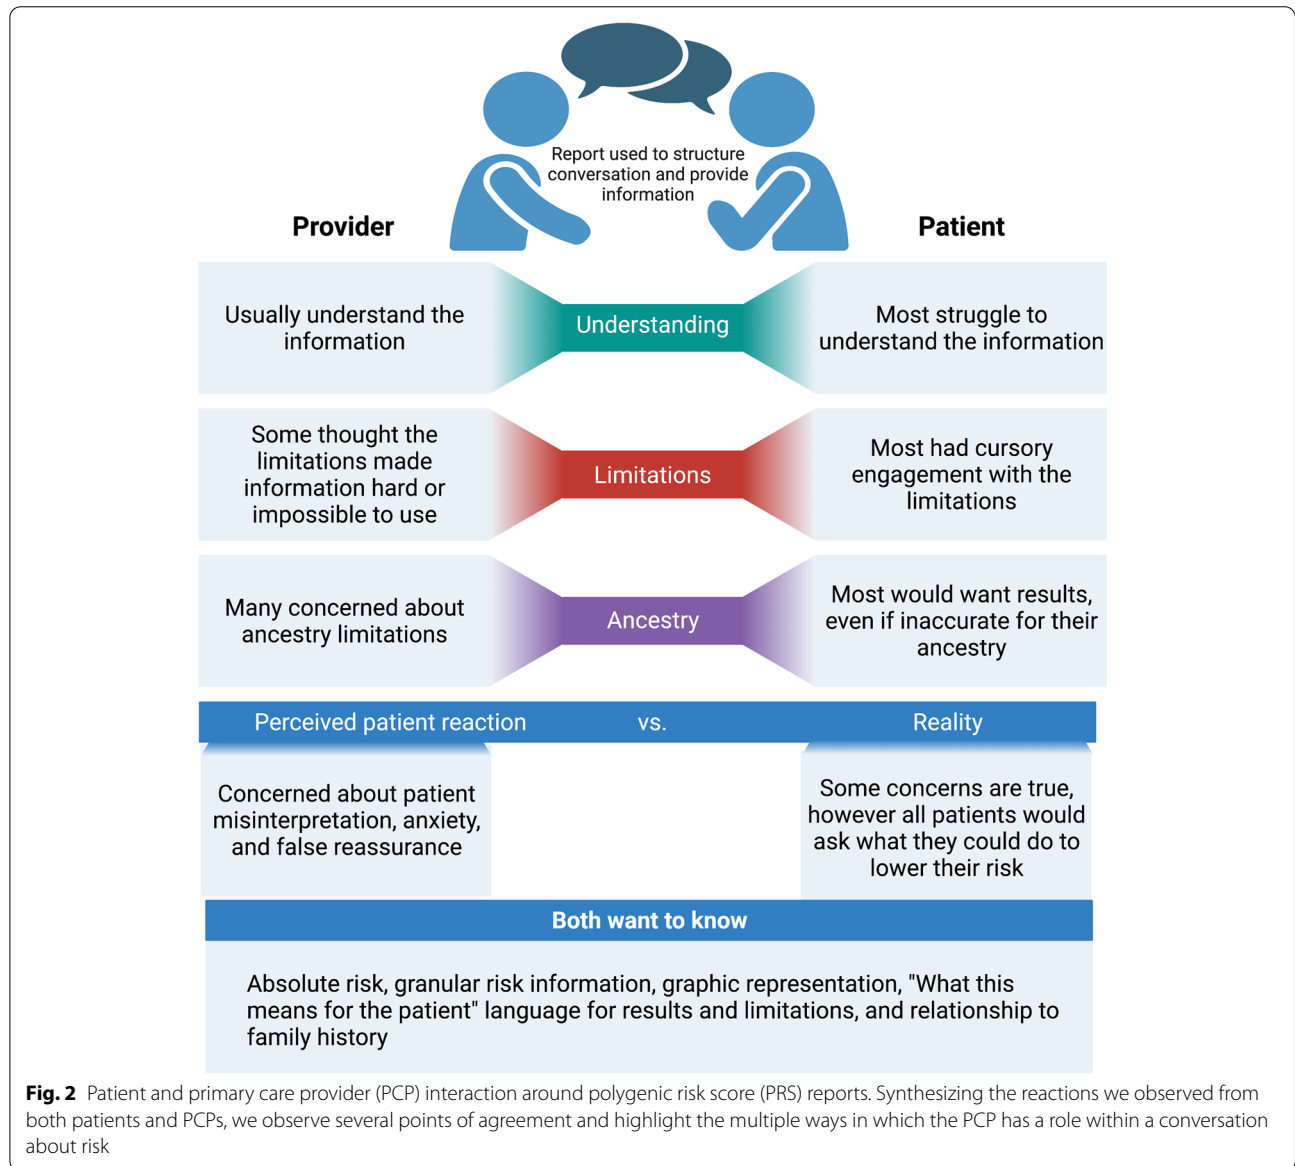 Report used to structure
conversation and provide
information
Provider
Patient
Usually understand the
information
Understanding
Most struggle to
understand the information
Some thought the
limitations made
information hard or
impossible to use
Limitations
Most had cursory
engagement with the
limitations
Many concerned about
ancestry limitations
Ancestry
Most would want results,
even if inaccurate for their
ancestry
Perceived patient reaction vs. Reality
Concerned about patient
misinterpretation, anxiety,
and false reassurance
Some concerns are true,
however all patients would
ask what they could do to
lower their risk
Both want to know
Absolute risk, granular risk information, graphic representation, "What this
means for the patient" language for results and limitations, and relationship to
family history
Fig. 2 Patient and primary care provider (PCP) interaction around polygenic risk score (PRS) reports. Synthesizing the reactions we observed from
both patients and PCPs, we observe several points of agreement and highlight the multiple ways in which the PCP has a role within a conversation
about risk